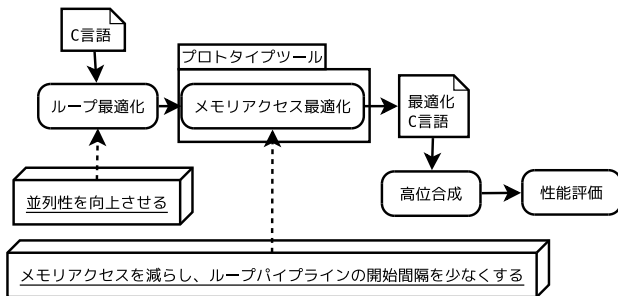 C言語
プロトタイプツール
ループ最適化
メモリアクセス最適化
最適化
C言語
並列性を向上させる
高位合成
性能評価
メモリアクセスを減らし、ループパイプラインの開始間隔を少なくする